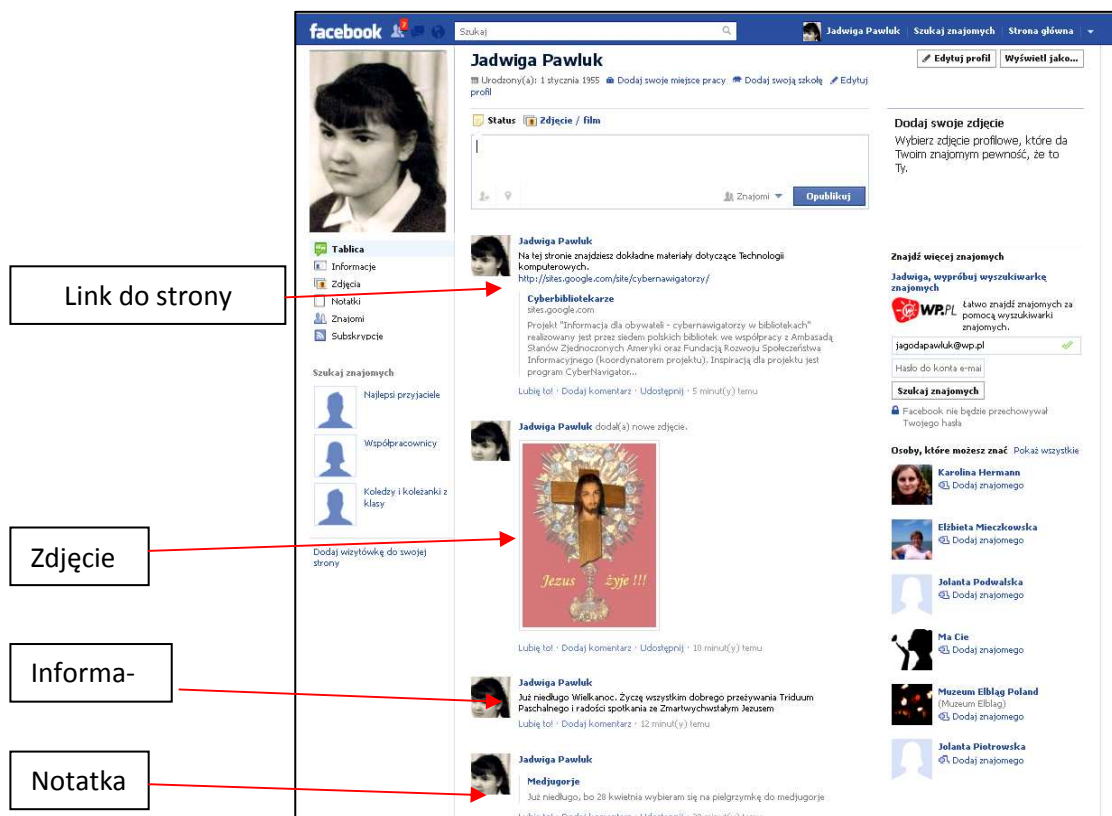 facebook
7
Szukaj
Jadwiga Pawluk
Szukaj znajomych
Strona główna
Jadwiga Pawluk
Urodzony(a): 1 stycznia 1955 Dodaj swoje miejsce pracy Dodaj swoją szkołę Edytuj
profil
Edytuj profil
Wyświetl jako...
Status Zdjęcie / film
Znajomi
Opublikuj
Dodaj swoje zdjęcie
Wybierz zdjęcie profilowe, które da
Twoim znajomym pewność, że to
Ty.
Link do strony
Zdjęcie
Informa-
Notatka
Tablica
Informacje
Zdjęcia
Notatki
Znajomi
Subskrypcje
Szukaj znajomych
Najlepsi przyjaciele
Współpracownicy
Koledzy i koleżanki z
klasy
Dodaj wizytówkę do swojej
strony
Jadwiga Pawluk
Na tej stronie znajdziesz dokładne materiały dotyczące Technologii
komputerowych.
http://sites.google.com/site/cybernawigatorzy/
Cyberbibliotekarze
sites.google.com
Projekt "Informacja dla obywateli - cybernawigatorzy w bibliotekach"
realizowany jest przez siedem polskich bibliotek we współpracy z Ambasadą
Stanów Zjednoczonych Ameryki oraz Fundacją Rozwoju Społeczeństwa
Informacyjnego (koordynatorem projektu). Inspiracją dla projektu jest
program CyberNavigator...
Lubię to! · Dodaj komentarz · Udostępnij · 5 minut(y) temu
Jadwiga Pawluk dodał(a) nowe zdjęcie.
Jezus żyje !!!
Lubię to! · Dodaj komentarz · Udostępnij · 10 minut(y) temu
Jadwiga Pawluk
Już niedługo Wielkanoc. Życzę wszystkim dobrego przeżywania Triduum
Paschalnego i radości spotkania ze Zmartwychwstałym Jezusem
Lubię to! · Dodaj komentarz · 12 minut(y) temu
Jadwiga Pawluk
Medjugorje
Już niedługo, bo 28 kwietnia wybieram się na pielgrzymkę do medjugorje
Znajdź więcej znajomych
Jadwiga, wypróbuj wyszukiwarkę
znajomych
WP.PL
Łatwo znajdź znajomych za
pomocą wyszukiwarki
znajomych.
jagodapawluk@wp.pl
Hasło do konta e-mai
Szukaj znajomych
Facebook nie będzie przechowywał
Twojego hasła
Osoby, które możesz znać Pokaż wszystkie
Karolina Hermann
Dodaj znajomego
Elżbieta Mieczkowska
Dodaj znajomego
Jolanta Podwalska
Dodaj znajomego
Ma Cie
Dodaj znajomego
Muzeum Elbląg Poland
(Muzeum Elblag)
Dodaj znajomego
Jolanta Piotrowska
Dodaj znajomego